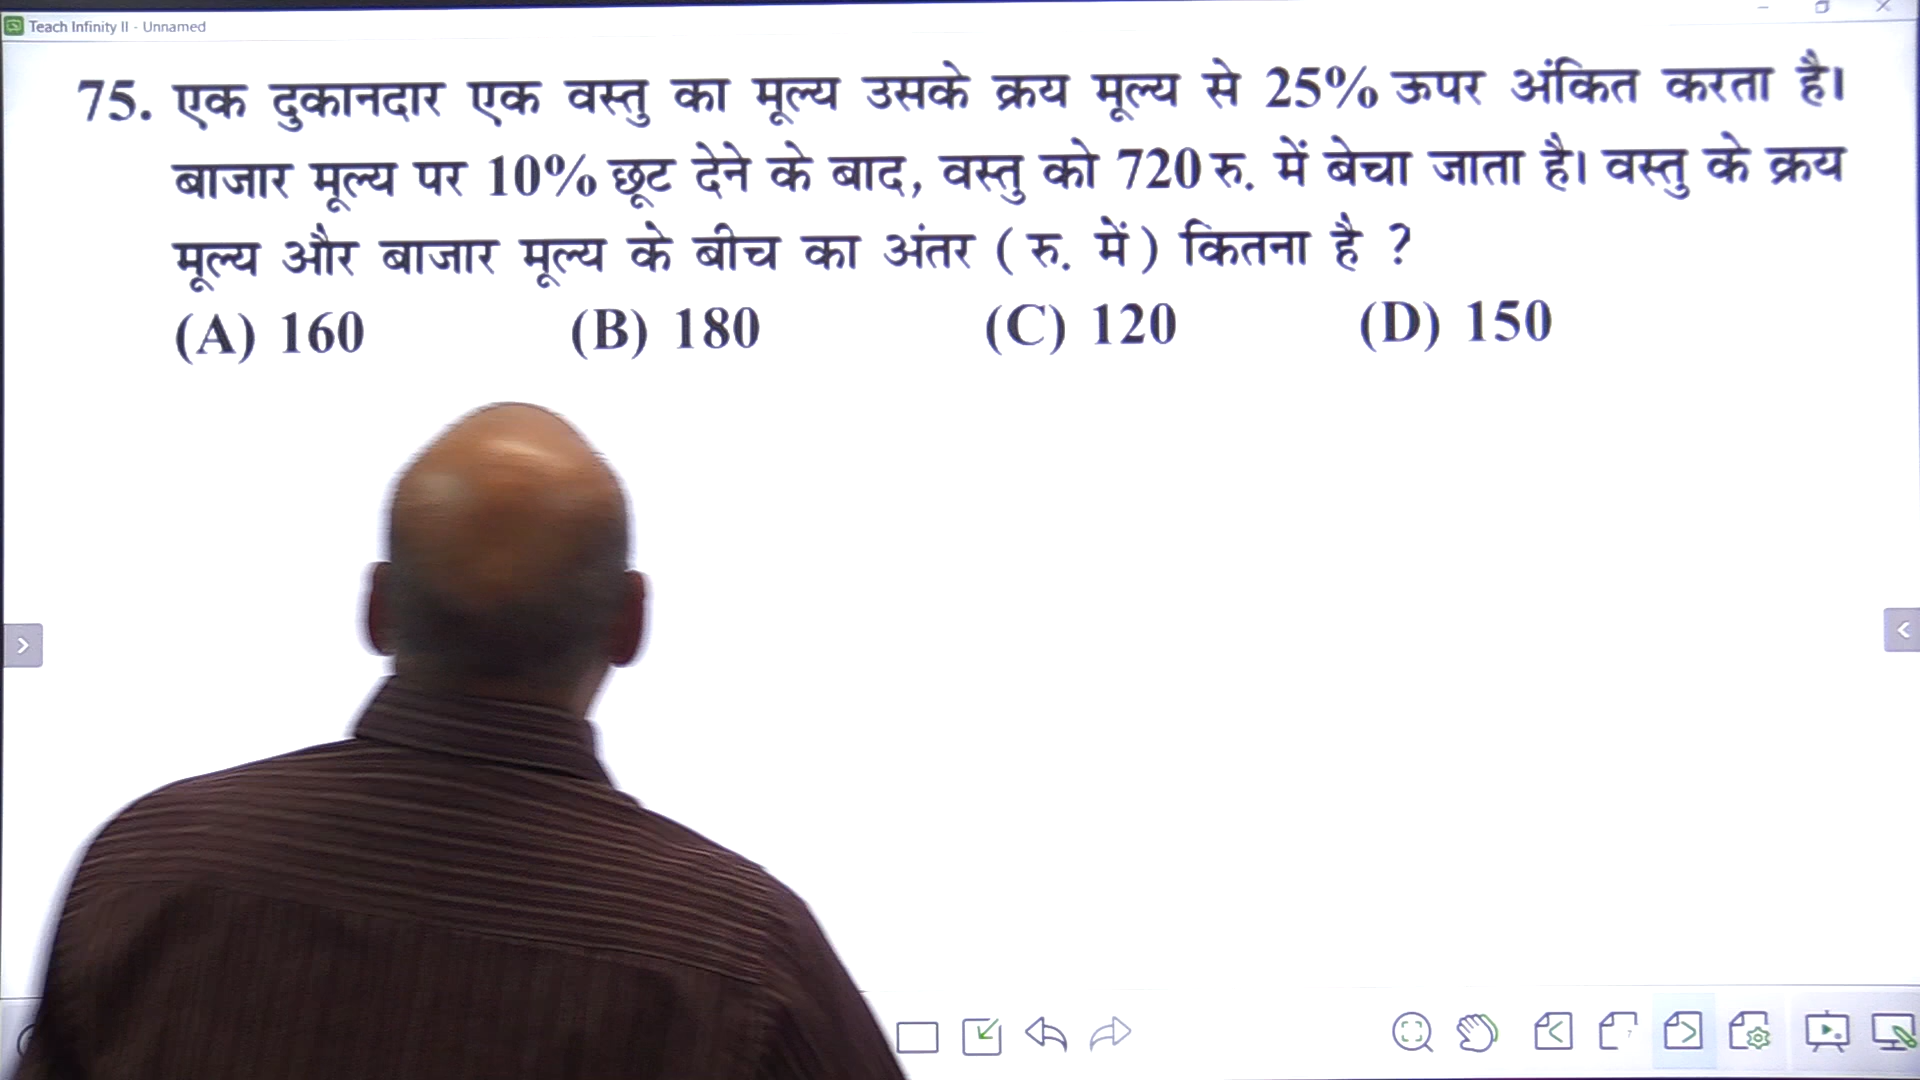 Teach Infinity II - Unnamed
75. एक दुकानदार एक वस्तु का मूल्य उसके क्रय मूल्य से 25% ऊपर अंकित करता है।
बाजार मूल्य पर 10% छूट देने के बाद, वस्तु को 720 रु. में बेचा जाता है। वस्तु के क्रय
मूल्य और बाजार मूल्य के बीच का अंतर ( रु. में ) कितना है ?
(A) 160 (B) 180 (C) 120 (D) 150